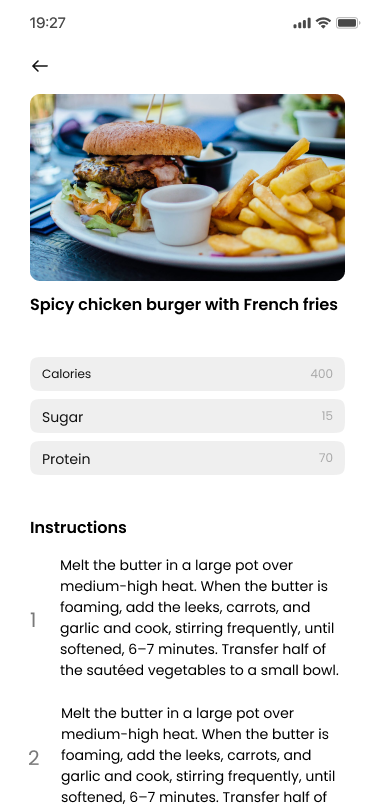 19:27
Spicy chicken burger with French fries
Calories 400
Sugar 15
Protein 70
Instructions
1
Melt the butter in a large pot over
medium-high heat. When the butter is
foaming, add the leeks, carrots, and
garlic and cook, stirring frequently, until
softened, 6–7 minutes. Transfer half of
the sautéed vegetables to a small bowl.
2
Melt the butter in a large pot over
medium-high heat. When the butter is
foaming, add the leeks, carrots, and
garlic and cook, stirring frequently, until
softened, 6–7 minutes. Transfer half of